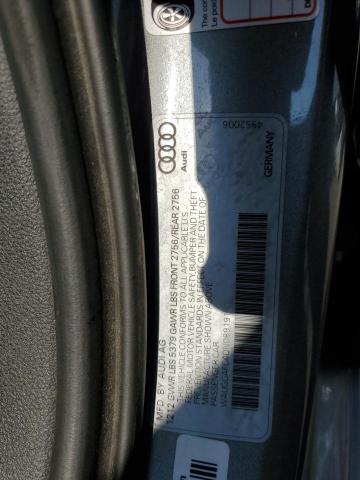 The con
Audi
4952006
GERMANY
MFD. BY AUDI AG
12 12 GVWR LBS 5379 GAWR LBS FRONT 2756/REAR 2756
THIS VEHICLE CONFORMS TO ALL APPLICABLE U.S.
FEDERAL MOTOR VEHICLE SAFETY, BUMPER AND THEFT
PREVENTION STANDARDS IN EFFECT ON THE DATE OF
MANUFACTURE SHOWN ABOVE
PASSENGER CAR